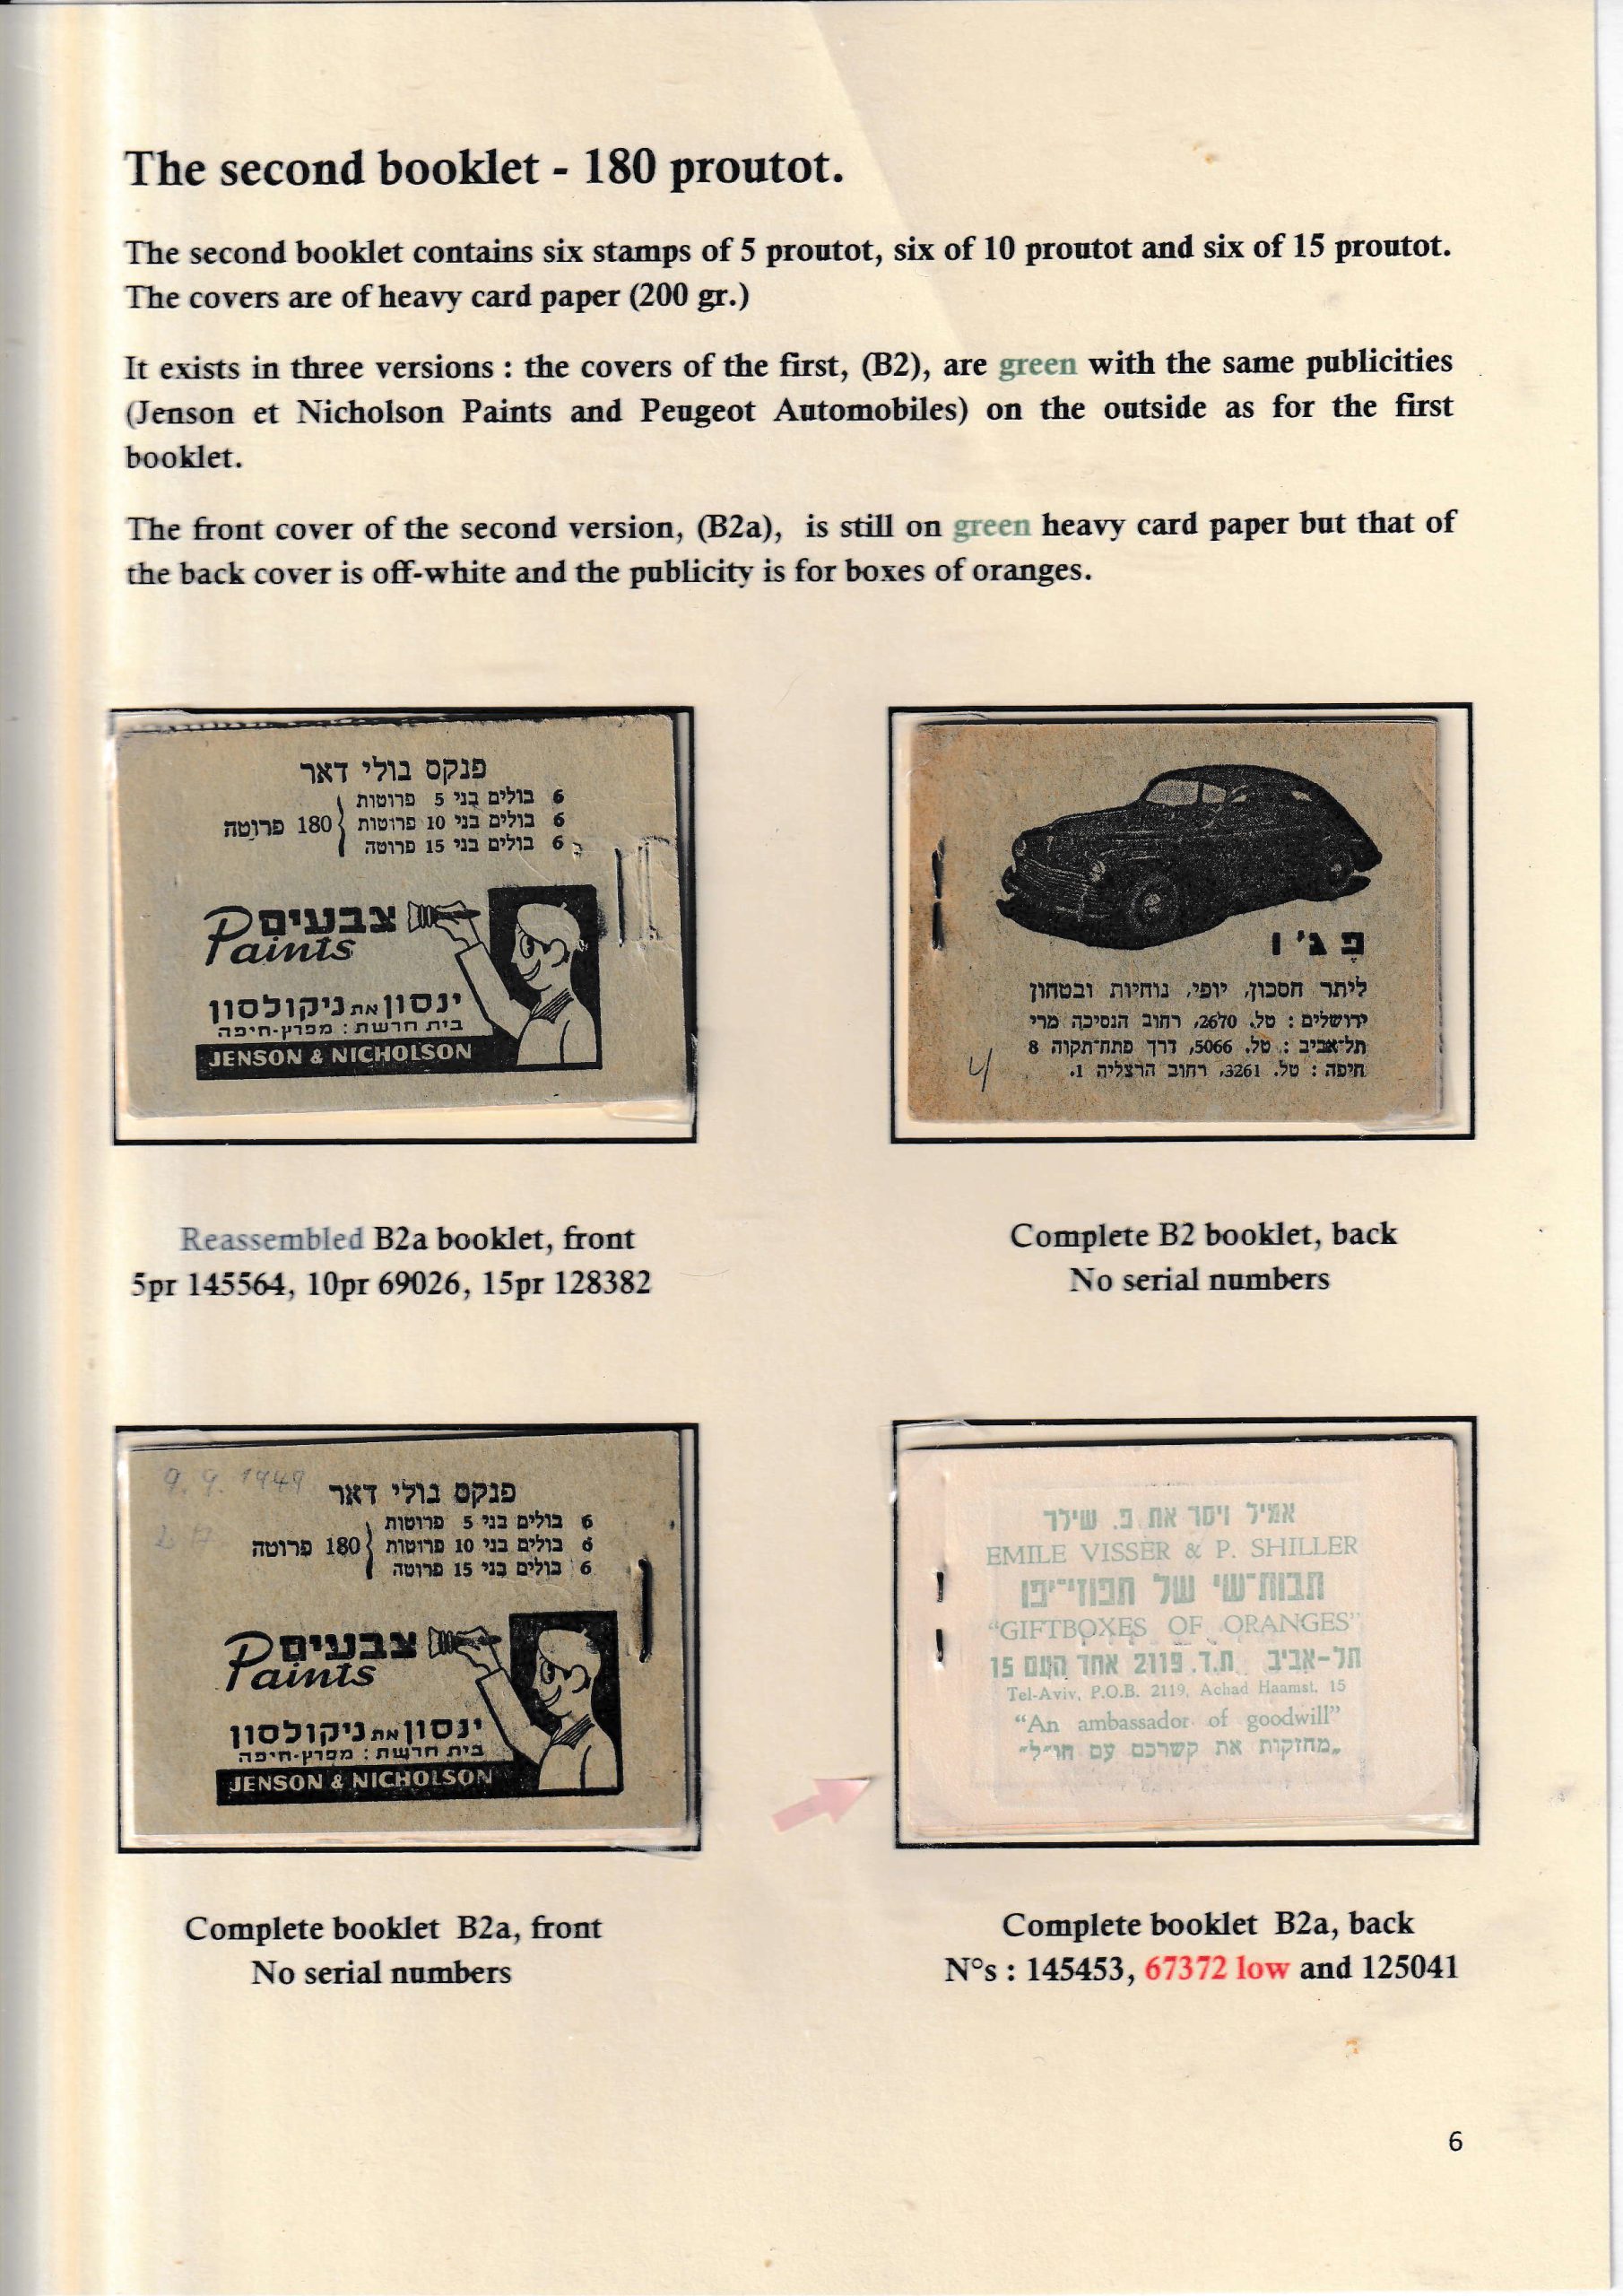 The second booklet - 180 proutot.
The second booklet contains six stamps of 5 proutot, six of 10 proutot and six of 15 proutot.
The covers are of heavy card paper (200 gr.)
It exists in three versions : the covers of the first, (B2), are green with the same publicities
(Jenson et Nicholson Paints and Peugeot Automobiles) on the outside as for the first
booklet.
The front cover of the second version, (B2a), is still on green heavy card paper but that of
the back cover is off-white and the publicity is for boxes of oranges.
פנקס בולי דאר
6 בולים בני 5 פרוטות
6 בולים בני 10 פרוטות } 180 פרוטה
6 בולים בני 15 פרוטה
צבעים
Paints
ינסון את ניקולסון
בית חרשת : מפרץ-חיפה
JENSON & NICHOLSON
פג'ו
ליתר חסכון, יופי, נוחיות ובטחון
ירושלים : טל. 2670, רחוב הנסיכה מרי
תל־אביב : טל. 5066, דרך פתח־תקוה 8
חיפה : טל. 3261, רחוב הרצליה 1.
4
Reassembled B2a booklet, front
5pr 145564, 10pr 69026, 15pr 128382
Complete B2 booklet, back
No serial numbers
9. 9. 1949
פנקס בולי דאר
6 בולים בני 5 פרוטות
6 בולים בני 10 פרוטות } 180 פרוטה
6 בולים בני 15 פרוטה
צבעים
Paints
ינסון את ניקולסון
בית חרשת : מפרץ-חיפה
JENSON & NICHOLSON
אמיל ויסר את פ. שילר
EMILE VISSER & P. SHILLER
תבות־שי של תפוזי־יפו
"GIFTBOXES OF ORANGES"
תל-אביב ת.ד. 2119 אחד העם 15
Tel-Aviv, P.O.B. 2119, Achad Haamst. 15
"An ambassador of goodwill"
"מחזקות את קשרכם עם חו"ל"
Complete booklet B2a, front
No serial numbers
Complete booklet B2a, back
N°s : 145453, 67372 low and 125041
6